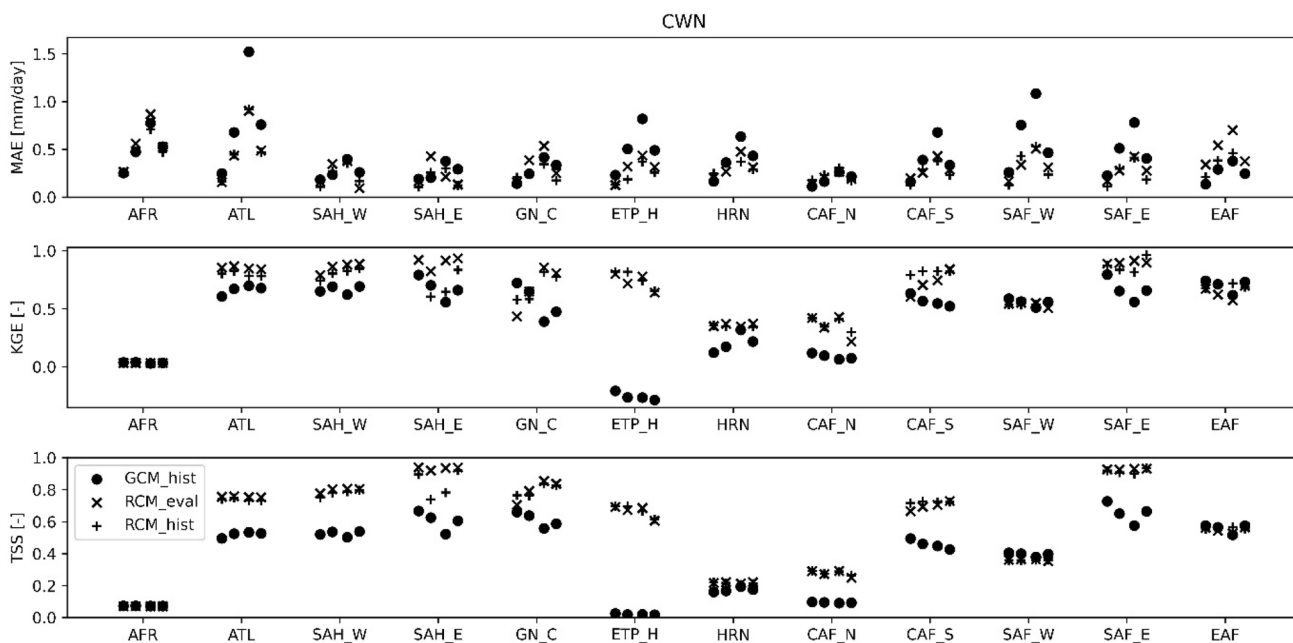 CWN
MAE [mm/day]
1.5
1.0
0.5
0.0
AFR ATL SAH_W SAH_E GN_C ETP_H HRN CAF_N CAF_S SAF_W SAF_E EAF
KGE [-]
1.0
0.5
0.0
AFR ATL SAH_W SAH_E GN_C ETP_H HRN CAF_N CAF_S SAF_W SAF_E EAF
TSS [-]
1.0
0.8
0.6
0.4
0.2
0.0
GCM_hist
RCM_eval
RCM_hist
AFR ATL SAH_W SAH_E GN_C ETP_H HRN CAF_N CAF_S SAF_W SAF_E EAF